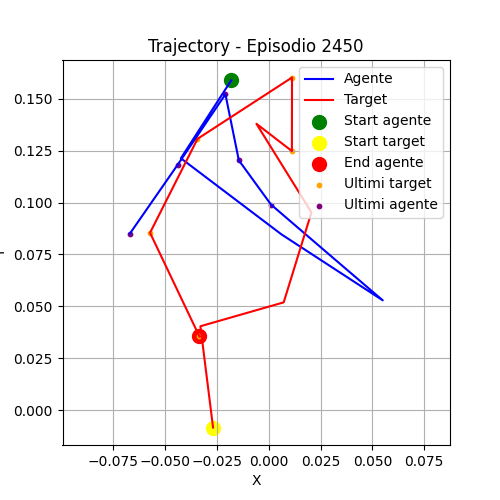 Trajectory - Episodio 2450
Agente
Target
Start agente
Start target
End agente
Ultimi target
Ultimi agente
0.150
0.125
0.100
0.075
0.050
0.025
0.000
−0.075 −0.050 −0.025 0.000 0.025 0.050 0.075
X